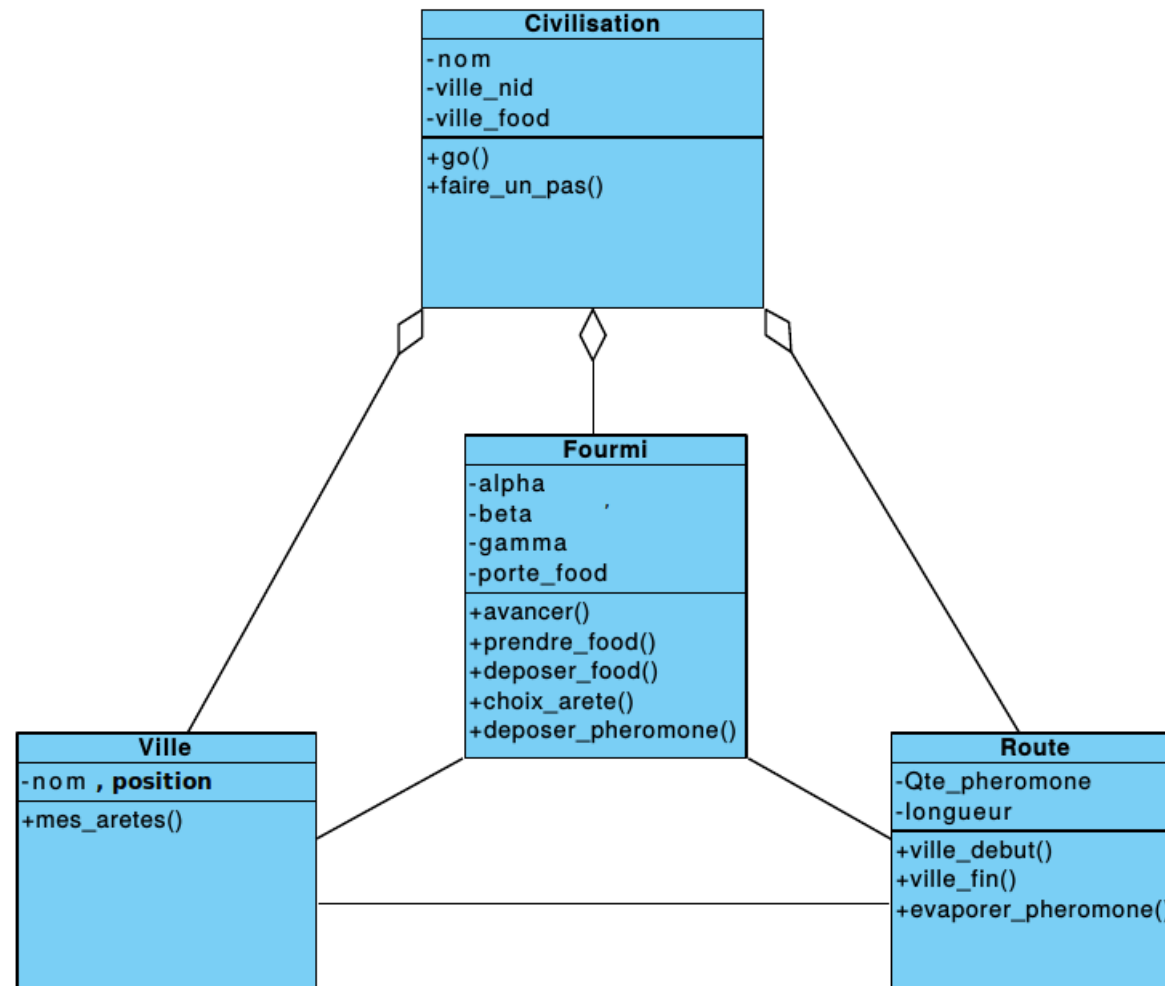 Civilisation
-nom
-ville_nid
-ville_food
+go()
+faire_un_pas()
Fourmi
-alpha
-beta ,
-gamma
-porte_food
+avancer()
+prendre_food()
+deposer_food()
+choix_arete()
+deposer_pheromone()
Ville
-nom , position
+mes_aretes()
Route
-Qte_pheromone
-longueur
+ville_debut()
+ville_fin()
+evaporer_pheromone()